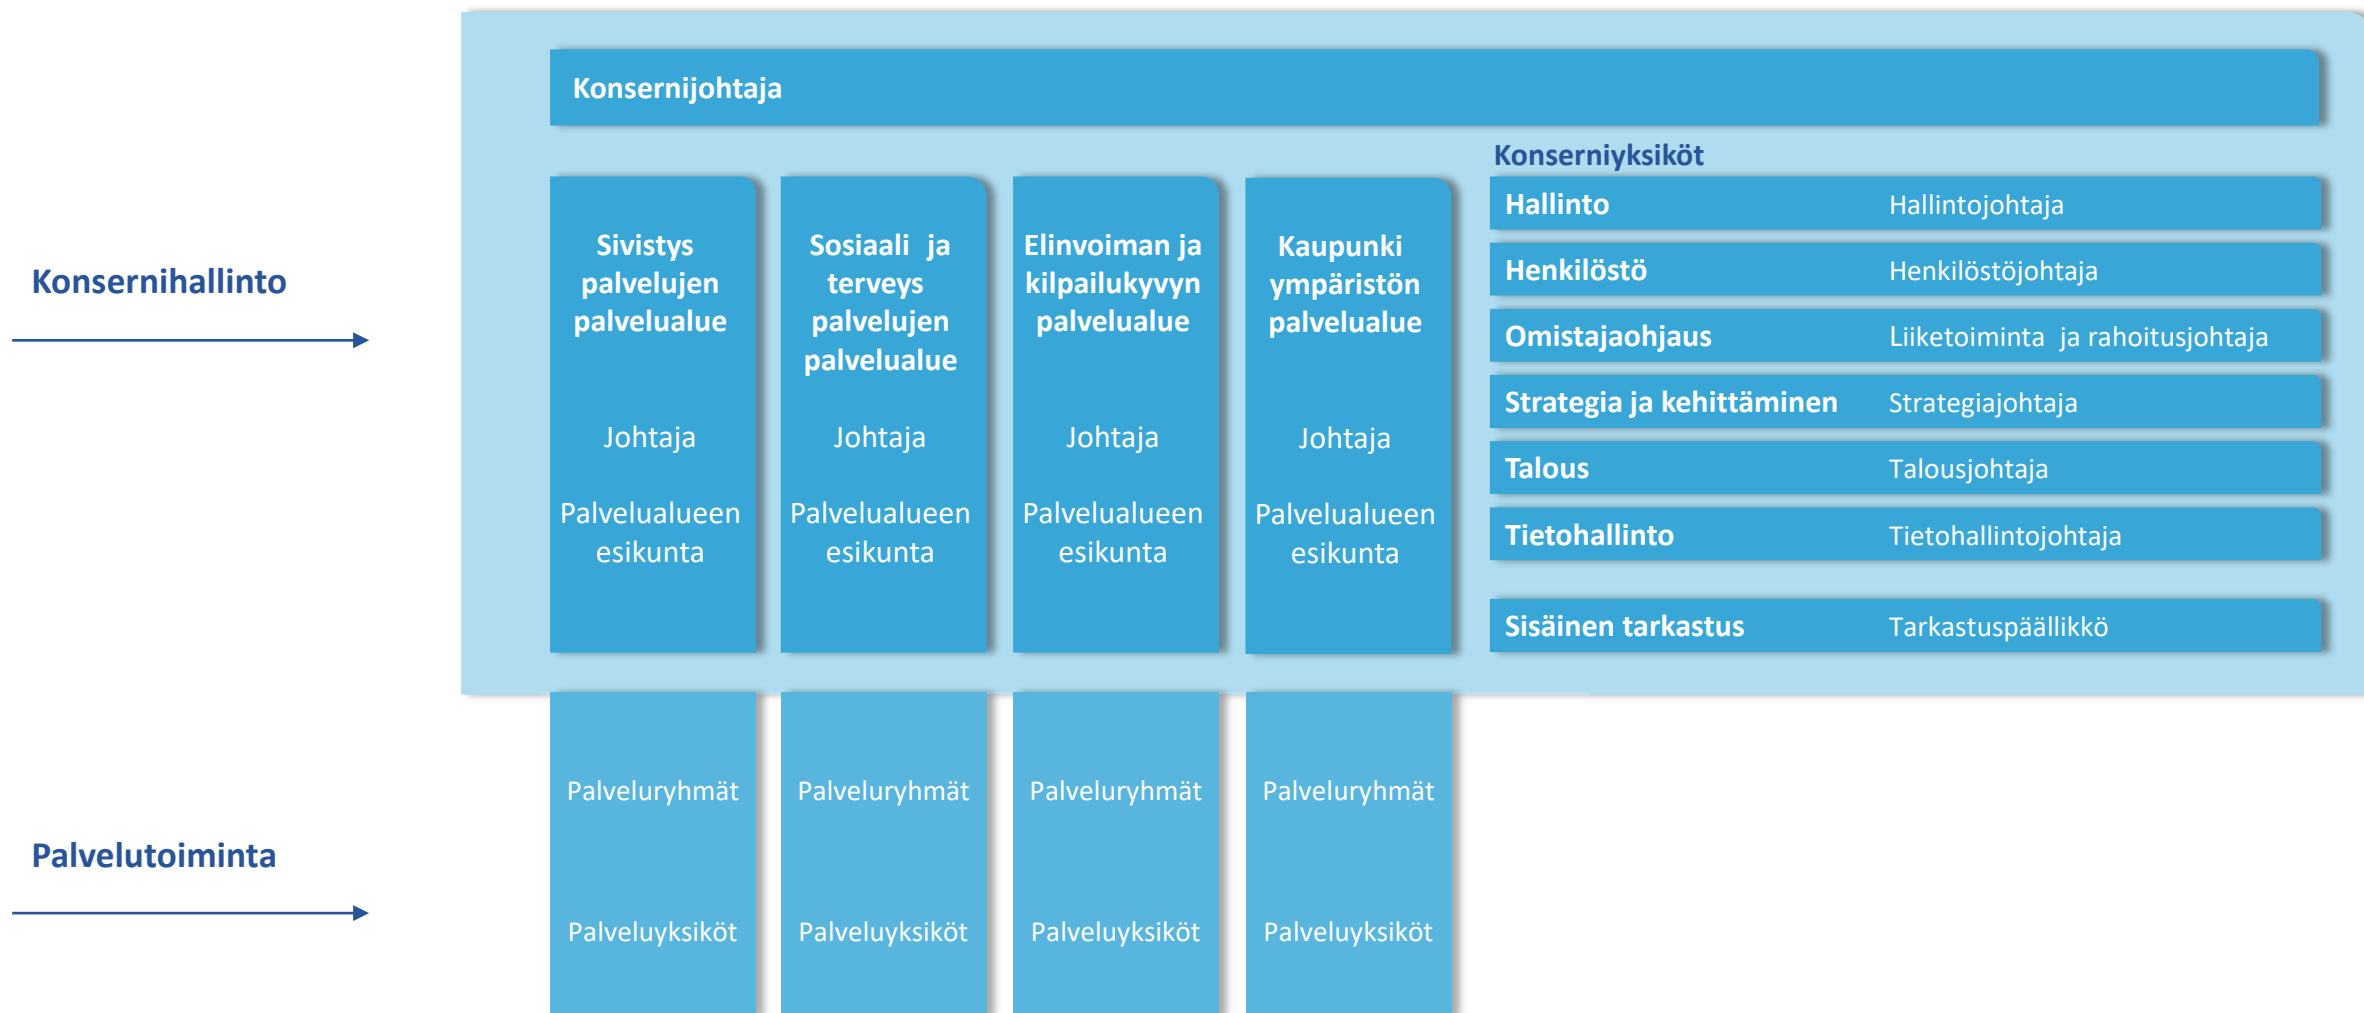 Konsernijohtaja
Konsernihallinto
Sivistys
palvelujen
palvelualue
Johtaja
Palvelualueen
esikunta
Sosiaali ja
terveys
palvelujen
palvelualue
Johtaja
Palvelualueen
esikunta
Elinvoiman ja
kilpailukyvyn
palvelualue
Johtaja
Palvelualueen
esikunta
Kaupunki
ympäristön
palvelualue
Johtaja
Palvelualueen
esikunta
Konserniyksiköt
Hallinto Hallintojohtaja
Henkilöstö Henkilöstöjohtaja
Omistajaohjaus Liiketoiminta ja rahoitusjohtaja
Strategia ja kehittäminen Strategiajohtaja
Talous Talousjohtaja
Tietohallinto Tietohallintojohtaja
Sisäinen tarkastus Tarkastuspäällikkö
Palvelutoiminta
Palveluryhmät Palveluryhmät Palveluryhmät Palveluryhmät
Palveluyksiköt Palveluyksiköt Palveluyksiköt Palveluyksiköt